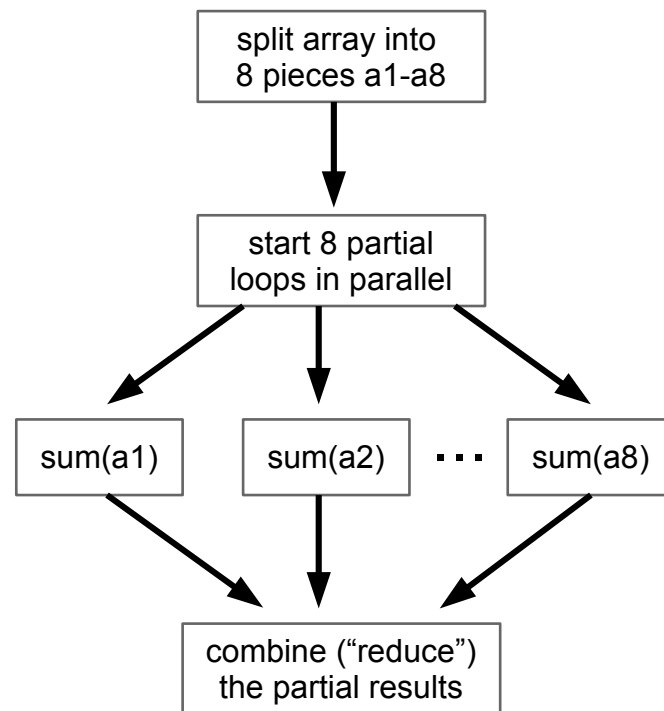 split array into
8 pieces a1-a8
start 8 partial
loops in parallel
sum(a1)
sum(a2)
...
sum(a8)
combine (“reduce”)
the partial results